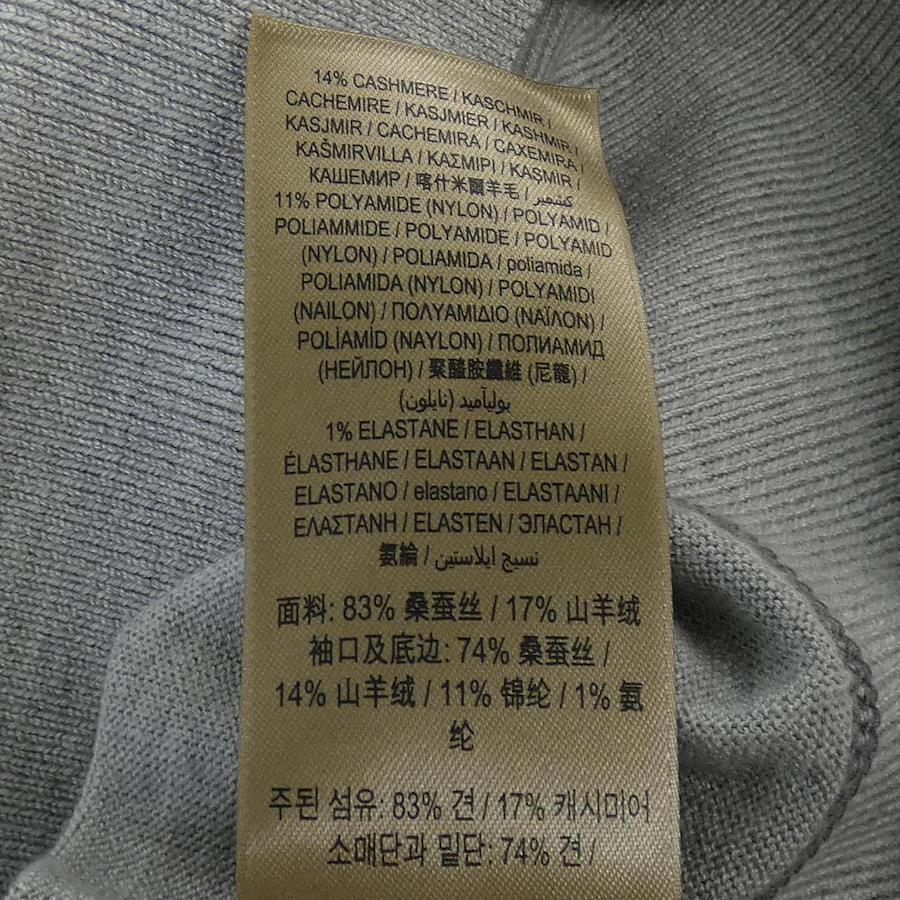 14% CASHMERE / KASCHMIR /
CACHEMIRE / KASJMIER / KASHMIR /
KASJMIR / CACHEMIRA / CAXEMIRA /
KAŠMIRVILLA / ΚΑΣΜΙΡΙ / KAŞMIR /
КАШЕМИР / 喀什米爾羊毛 / كشمير
11% POLYAMIDE (NYLON) / POLYAMID /
POLIAMMIDE / POLYAMIDE / POLYAMID
(NYLON) / POLIAMIDA / poliamida /
POLIAMIDA (NYLON) / POLYAMIDI
(NAILON) / ΠΟΛΥΑΜΙΔΙΟ (ΝΑΪΛΟΝ) /
POLİAMİD (NAYLON) / ПОЛИАМИД
(НЕЙЛОН) / 聚醯胺纖維 (尼龍) /
بولیآمید (نایلون)
1% ELASTANE / ELASTHAN /
ÉLASTHANE / ELASTAAN / ELASTAN /
ELASTANO / elastano / ELASTAANI /
ΕΛΑΣΤΑΝΗ / ELASTEN / ЭЛАСТАН /
氨綸 / نسيج ايلاستين
面料: 83% 桑蚕丝 / 17% 山羊绒
袖口及底边: 74% 桑蚕丝 /
14% 山羊绒 / 11% 锦纶 / 1% 氨
纶
주된 섬유: 83% 견 / 17% 캐시미어
소매단과 밑단: 74% 견 /